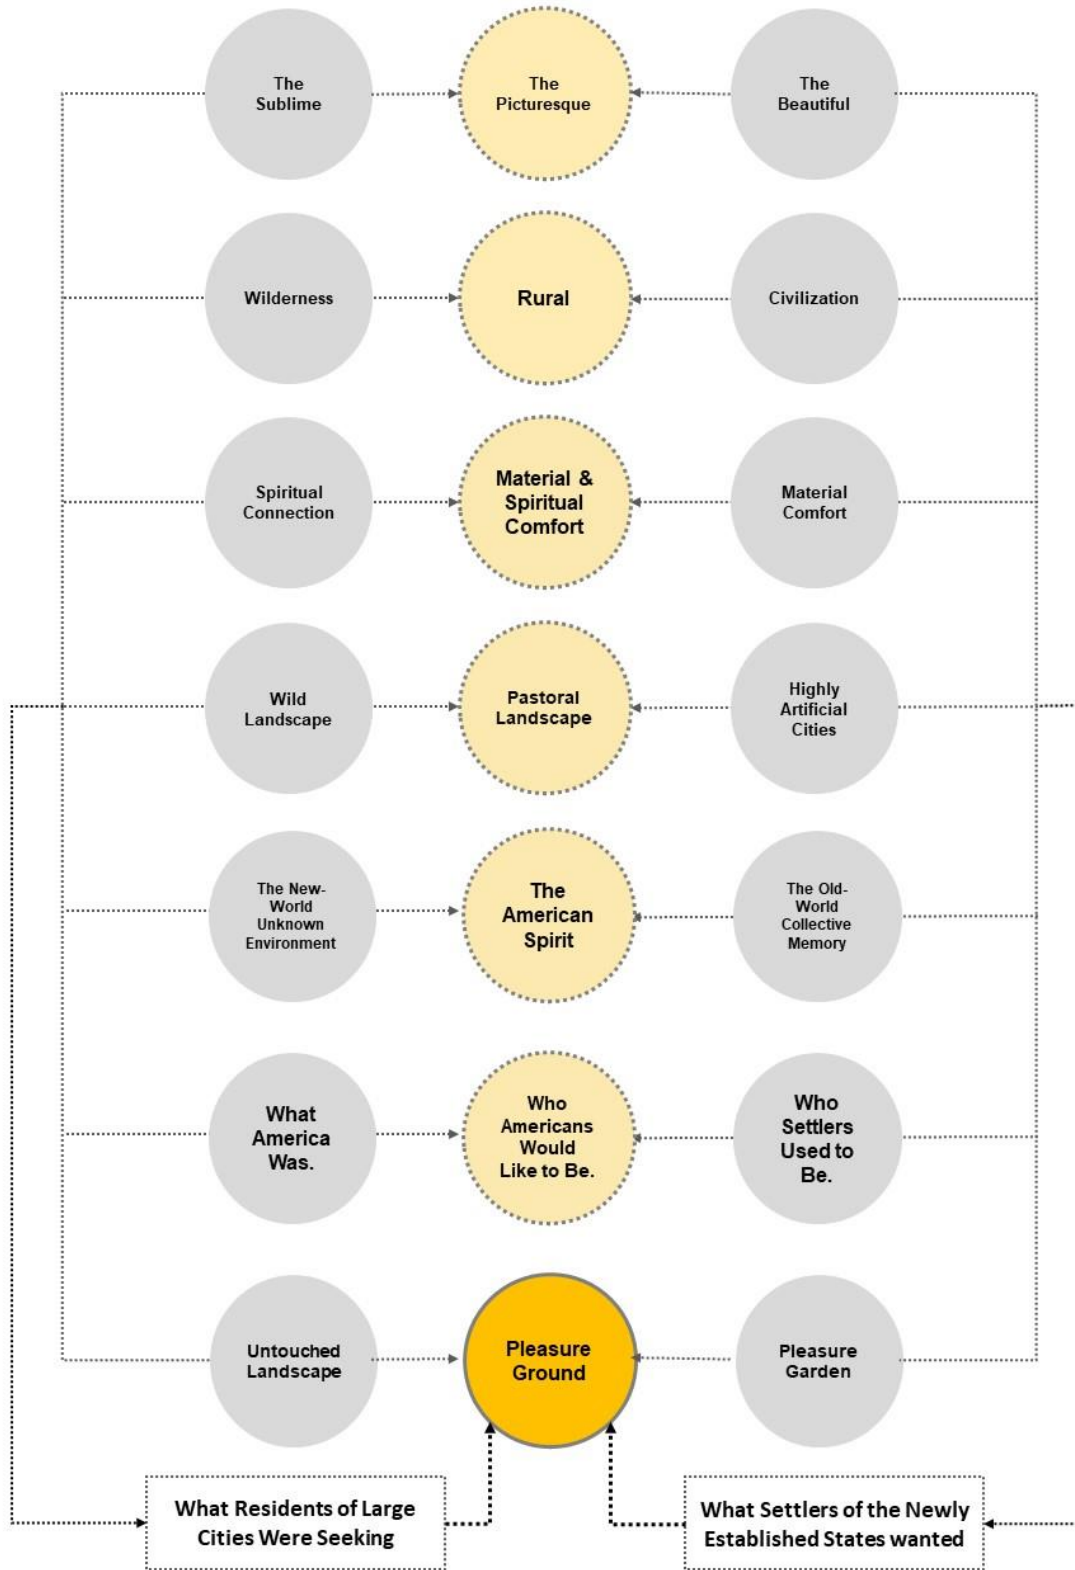 The
Sublime
The
Picturesque
The
Beautiful
Wilderness
Rural
Civilization
Spiritual
Connection
Material &
Spiritual
Comfort
Material
Comfort
Wild
Landscape
Pastoral
Landscape
Highly
Artificial
Cities
The New-
World
Unknown
Environment
The
American
Spirit
The Old-
World
Collective
Memory
What
America
Was.
Who
Americans
Would
Like to Be.
Who
Settlers
Used to
Be.
Untouched
Landscape
Pleasure
Ground
Pleasure
Garden
What Residents of Large
Cities Were Seeking
What Settlers of the Newly
Established States wanted